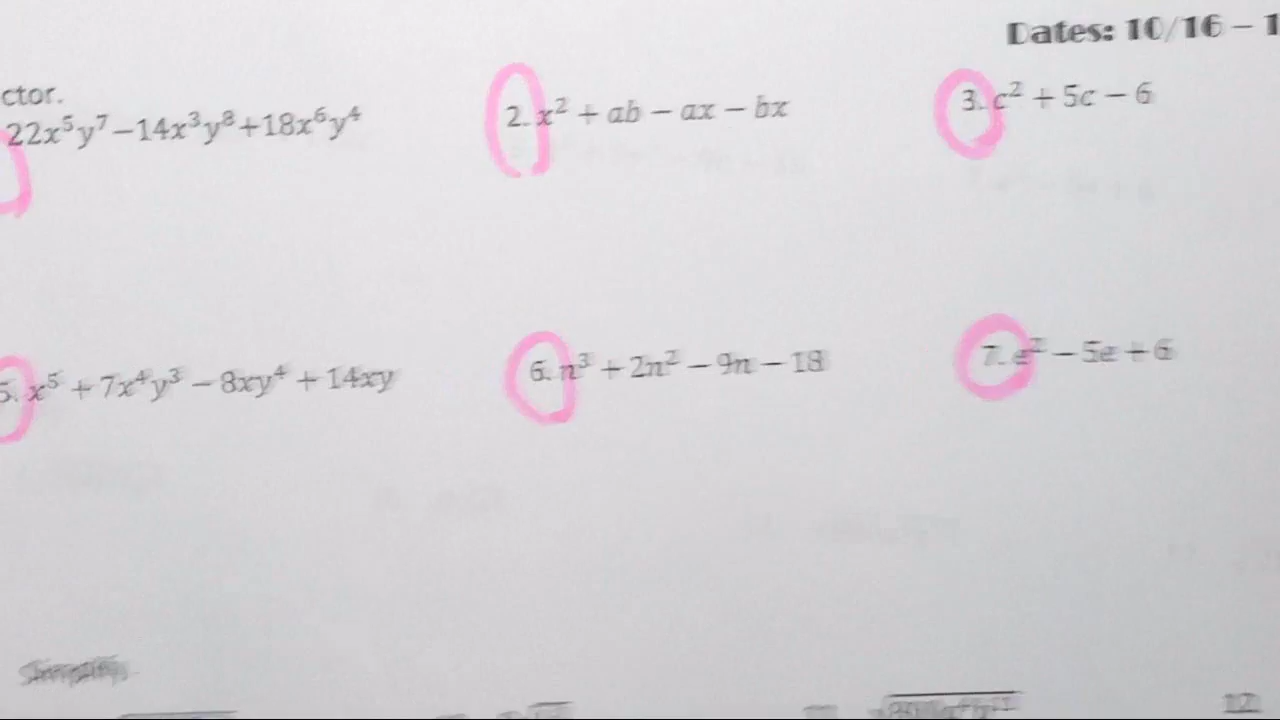 Dates: 10/16 – 1
ctor.
22x⁵y⁷−14x³y⁸+18x⁶y⁴
2. x² + ab − ax − bx
3. c² + 5c − 6
5. x⁵ + 7x⁴y³ − 8xy⁴ + 14xy
6. n³ + 2n² − 9n − 18
7. e² − 5e + 6
12